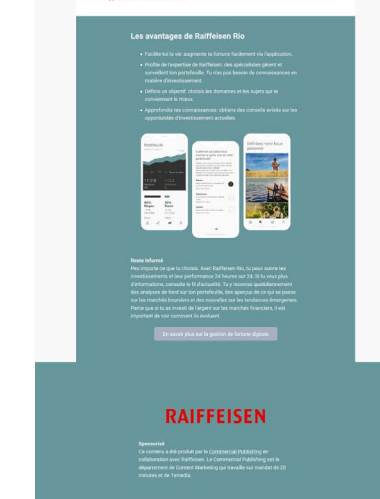 Les avantages de Raiffeisen Rio
Facilite-toi la vie: augmente ta fortune facilement via l'application.
Profite de l'expertise de Raiffeisen: des spécialistes gèrent et
surveillent ton portefeuille. Tu n'as pas besoin de connaissances en
matière d'investissement.
Définis un objectif: choisis les domaines et les sujets qui te
conviennent le mieux.
Approfondis tes connaissances: obtiens des conseils avisés sur les
opportunités d'investissement actuelles.
Définissez votre focus
personnel
Reste informé
Peu importe ce que tu choisis. Avec Raiffeisen Rio, tu peux suivre tes
investissements et leur performance 24 heures sur 24. Si tu veux plus
d'informations, consulte le fil d'actualité. Tu y recevras quotidiennement
des analyses de fond sur ton portefeuille, des aperçus de ce qui se passe
sur les marchés boursiers et des nouvelles sur les tendances émergentes.
Parce que si tu as investi de l'argent sur les marchés financiers, il est
important de voir comment ils évoluent.
En savoir plus sur la gestion de fortune digitale
RAIFFEISEN
Sponsorisé
Ce contenu a été produit par le Commercial Publishing en
collaboration avec Raiffeisen. Le Commercial Publishing est le
département de Content Marketing qui travaille sur mandat de 20
minutes et de Tamedia.